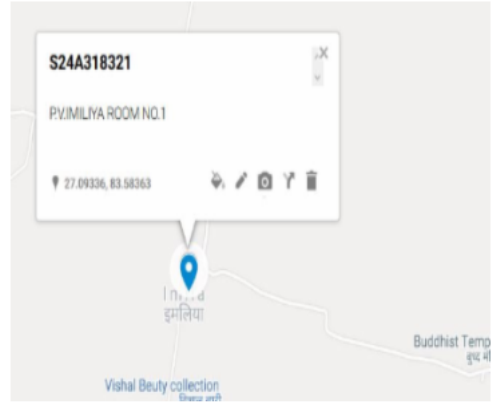 S24A318321
P.V.IMILIYA ROOM NO.1
27.09336, 83.58363
इमलिया
Buddhist Temp
Vishal Beuty collection